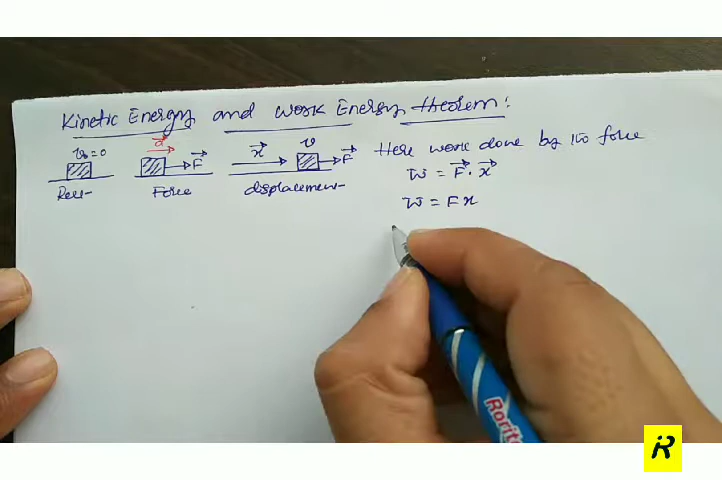 Kinetic Energy and work Energy theorem:
v₀=0
a⃗
F⃗
x⃗
v
F⃗
Rest
Force
displacement
Here work done by the force
W = F⃗ . x⃗
W = Fx
Rorito
R